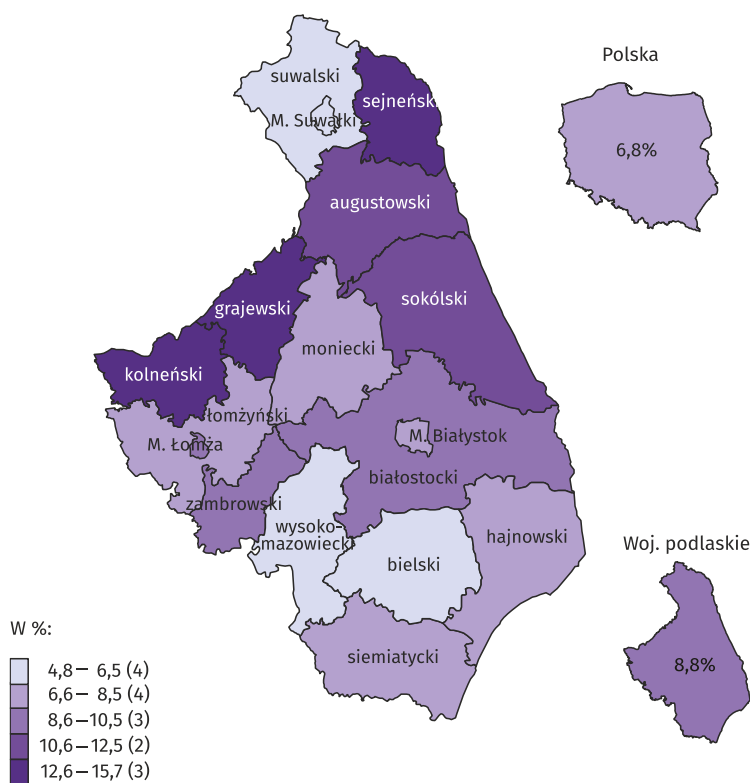 Polska
suwalski
sejneński
M. Suwałki
6,8%
augustowski
sokólski
grajewski
moniecki
kolneński
łomżyński
M. Białystok
M. Łomża
białostocki
zambrowski
wysoko-
mazowiecki
hajnowski
Woj. podlaskie
bielski
W %:
siemiatycki
8,8%
4,8 – 6,5 (4)
6,6 – 8,5 (4)
8,6 – 10,5 (3)
10,6 – 12,5 (2)
12,6 – 15,7 (3)